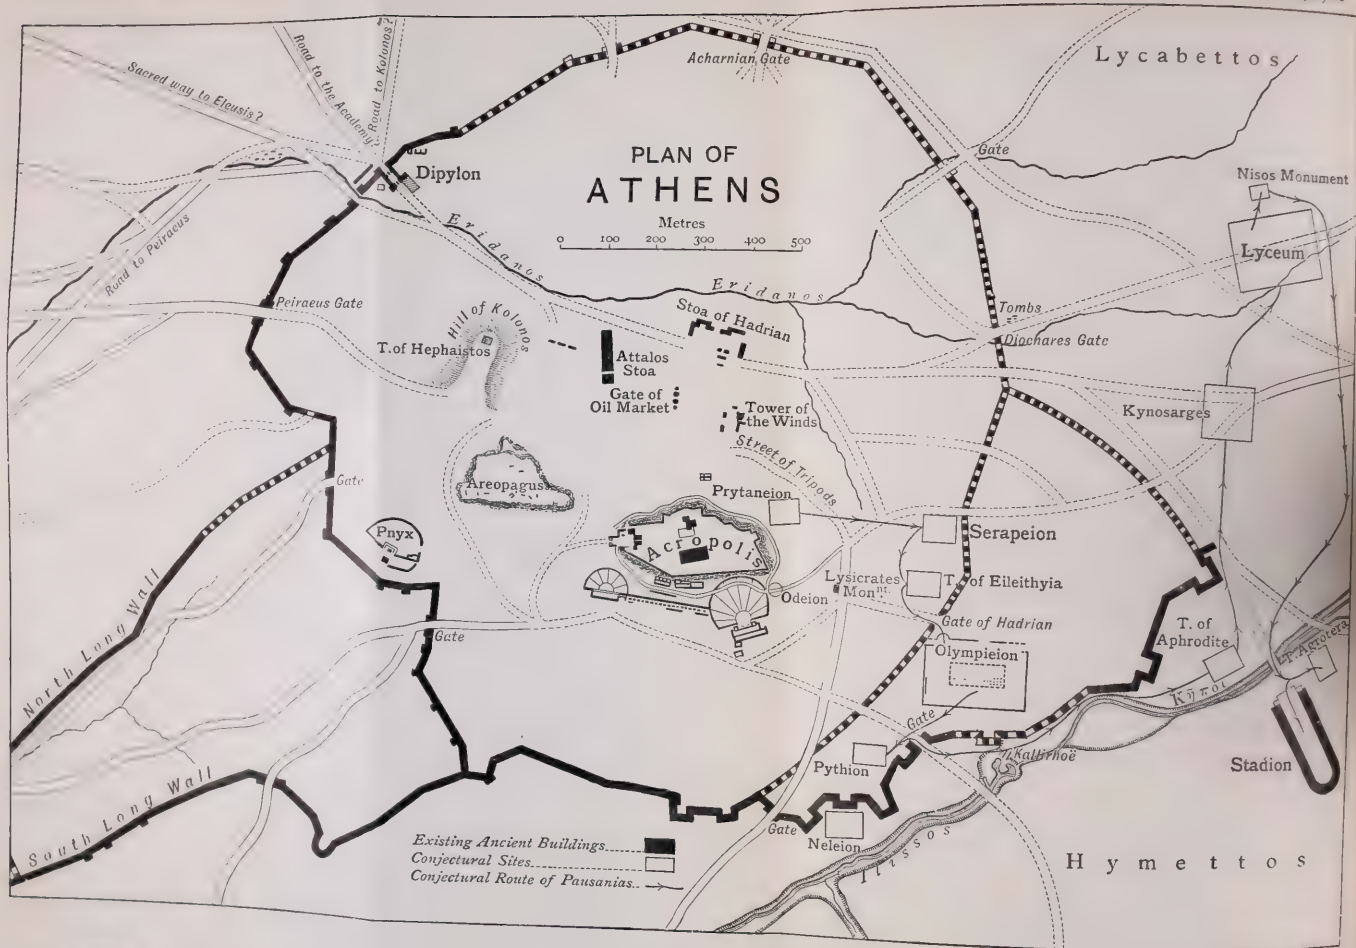 Lycabettos
Acharnian Gate
Road to Kolonos?
Road to the Academy?
Sacred way to Eleusis?
PLAN OF
ATHENS
Metres
0 100 200 300 400 500
Gate
Dipylon
Nisos Monument
Lyceum
Road to Peiraeus
Eridanos
Eridanos
Peiraeus Gate
Hill of Kolonos
T. of Hephaistos
Stoa of Hadrian
Tombs
Diochares Gate
Attalos
Stoa
Gate of
Oil Market
Tower of
the Winds
Kynosarges
Street of Tripods
Gate
Areopagus
Prytaneion
Pnyx
Acropolis
Serapeion
Lysicrates
Monnt.
T. of Eileithyia
Odeion
Gate of Hadrian
Gate
Olympieion
T. of
Aphrodite
T. Agrotera
Κῆποι
North Long Wall
Gate
Pythion
Kallirhoë
Stadion
South Long Wall
Gate
Neleion
Ilissos
Hymettos
Existing Ancient Buildings
Conjectural Sites
Conjectural Route of Pausanias